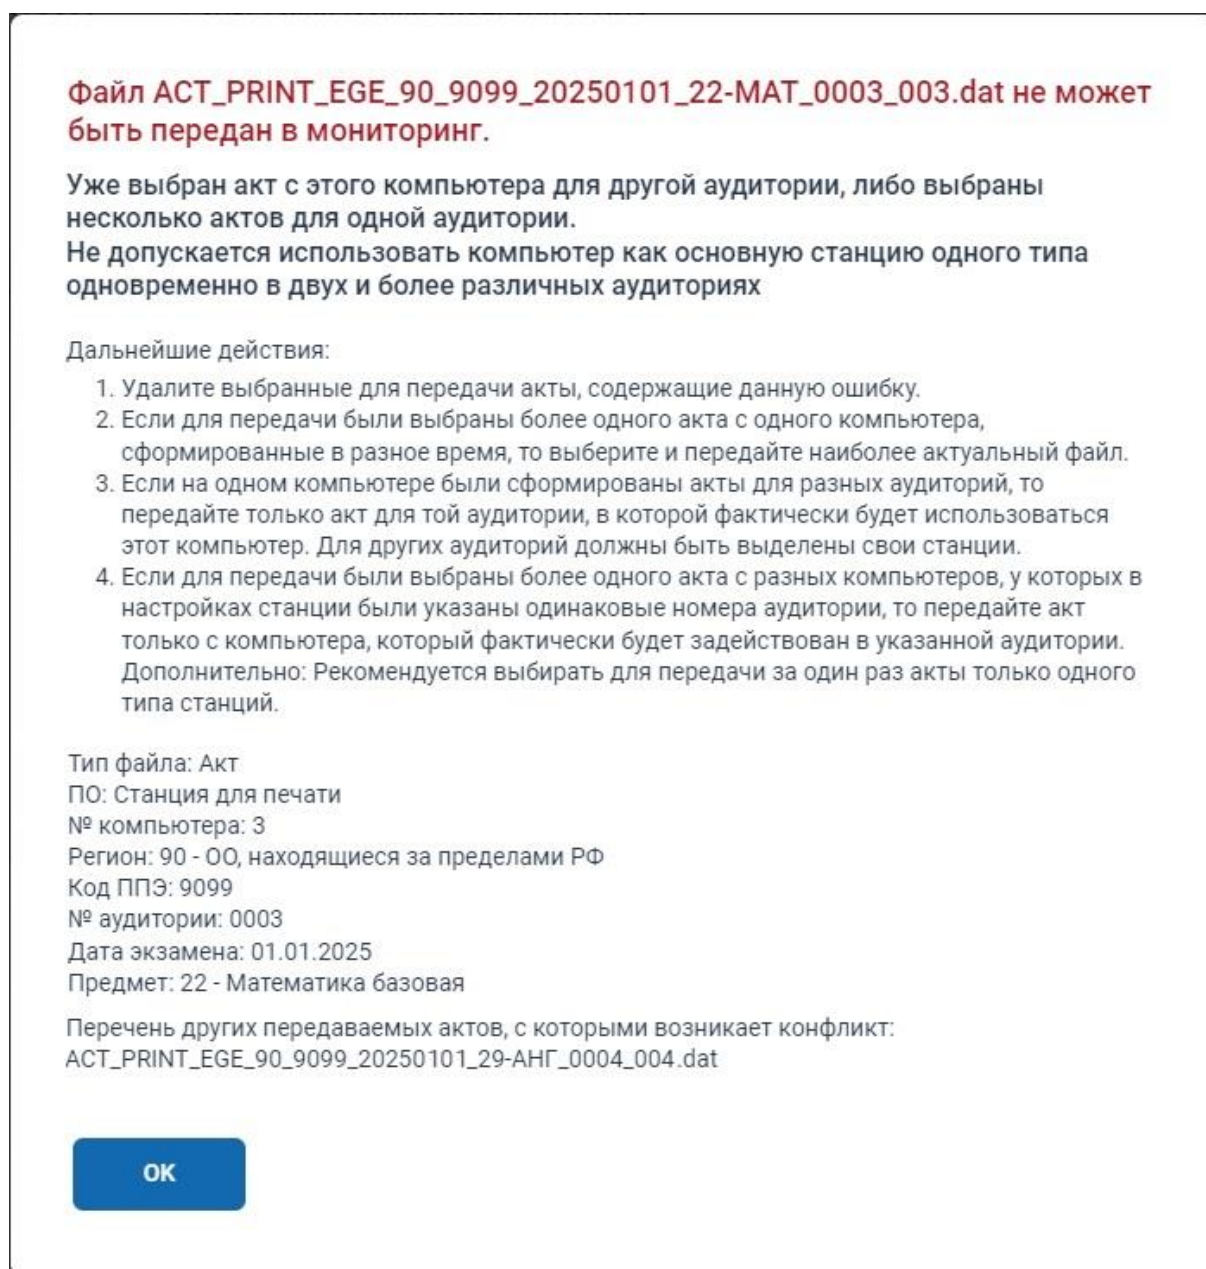 Файл ACT_PRINT_EGE_90_9099_20250101_22-МАТ_0003_003.dat не может
быть передан в мониторинг.
Уже выбран акт с этого компьютера для другой аудитории, либо выбраны
несколько актов для одной аудитории.
Не допускается использовать компьютер как основную станцию одного типа
одновременно в двух и более различных аудиториях
Дальнейшие действия:
1. Удалите выбранные для передачи акты, содержащие данную ошибку.
2. Если для передачи были выбраны более одного акта с одного компьютера,
сформированные в разное время, то выберите и передайте наиболее актуальный файл.
3. Если на одном компьютере были сформированы акты для разных аудиторий, то
передайте только акт для той аудитории, в которой фактически будет использоваться
этот компьютер. Для других аудиторий должны быть выделены свои станции.
4. Если для передачи были выбраны более одного акта с разных компьютеров, у которых в
настройках станции были указаны одинаковые номера аудитории, то передайте акт
только с компьютера, который фактически будет задействован в указанной аудитории.
Дополнительно: Рекомендуется выбирать для передачи за один раз акты только одного
типа станций.
Тип файла: Акт
ПО: Станция для печати
№ компьютера: 3
Регион: 90 - ОО, находящиеся за пределами РФ
Код ППЭ: 9099
№ аудитории: 0003
Дата экзамена: 01.01.2025
Предмет: 22 - Математика базовая
Перечень других передаваемых актов, с которыми возникает конфликт:
ACT_PRINT_EGE_90_9099_20250101_29-АНГ_0004_004.dat
ОК